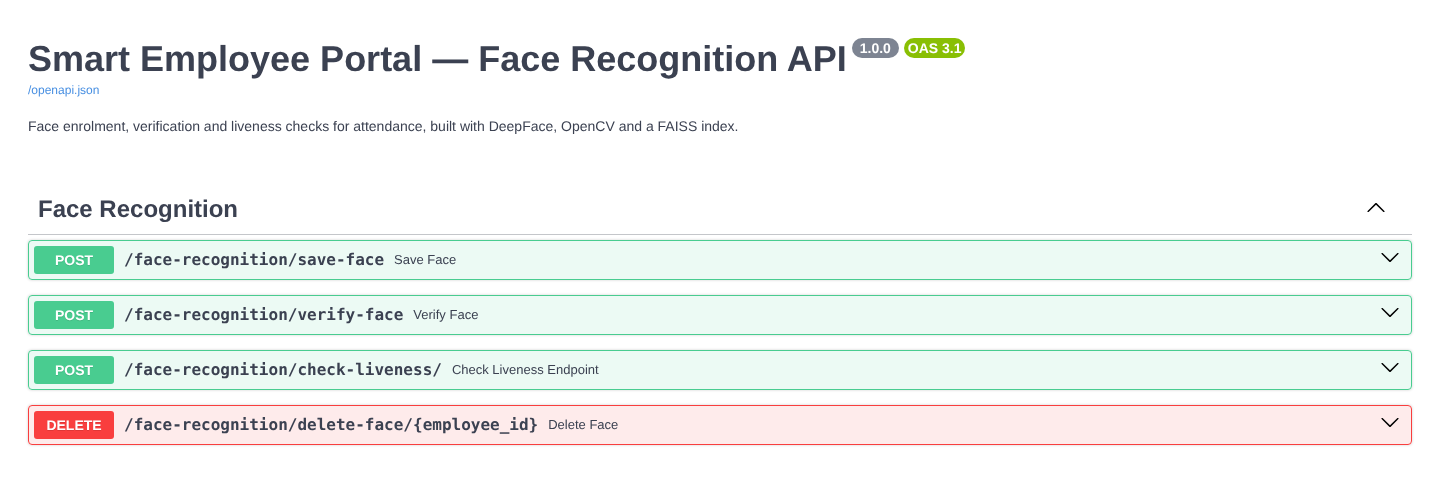 Smart Employee Portal — Face Recognition API 1.0.0 OAS 3.1
/openapi.json
Face enrolment, verification and liveness checks for attendance, built with DeepFace, OpenCV and a FAISS index.
Face Recognition
POST /face-recognition/save-face Save Face
POST /face-recognition/verify-face Verify Face
POST /face-recognition/check-liveness/ Check Liveness Endpoint
DELETE /face-recognition/delete-face/{employee_id} Delete Face